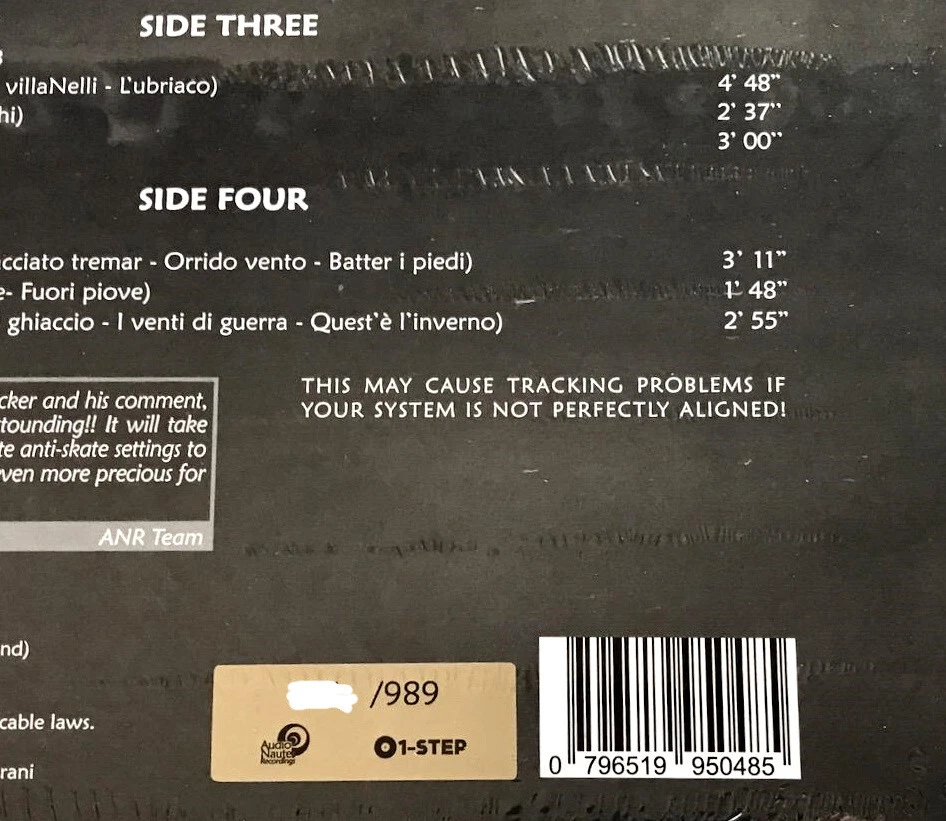 SIDE THREE
villaNelli - L'ubriaco) 4' 48"
hi) 2' 37"
3' 00"
SIDE FOUR
cciato tremar - Orrido vento - Batter i piedi) 3' 11"
e- Fuori piove) 1' 48"
ghiaccio - I venti di guerra - Quest'è l'inverno) 2' 55"
THIS MAY CAUSE TRACKING PROBLEMS IF
YOUR SYSTEM IS NOT PERFECTLY ALIGNED!
cker and his comment,
tounding!! It will take
te anti-skate settings to
ven more precious for
ANR Team
nd)
cable laws.
rani
/989
Audio
Naute
Recordings
1-STEP
0 796519 950485